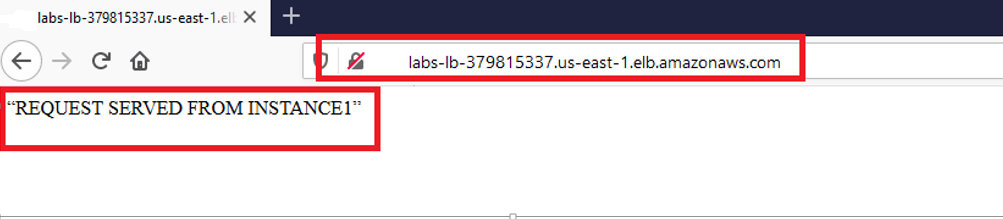 labs-lb-379815337.us-east-1.elb
labs-lb-379815337.us-east-1.elb.amazonaws.com
“REQUEST SERVED FROM INSTANCE1”